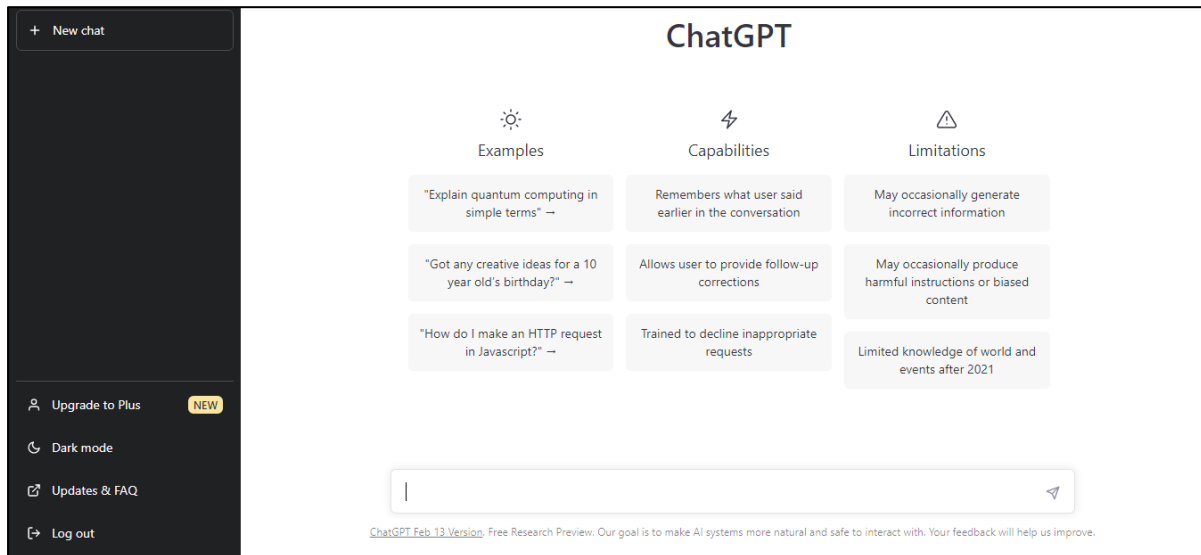 + New chat
ChatGPT
Examples
"Explain quantum computing in
simple terms" →
"Got any creative ideas for a 10
year old's birthday?" →
"How do I make an HTTP request
in Javascript?" →
Capabilities
Remembers what user said
earlier in the conversation
Allows user to provide follow-up
corrections
Trained to decline inappropriate
requests
Limitations
May occasionally generate
incorrect information
May occasionally produce
harmful instructions or biased
content
Limited knowledge of world and
events after 2021
Upgrade to Plus NEW
Dark mode
Updates & FAQ
Log out
ChatGPT Feb 13 Version. Free Research Preview. Our goal is to make AI systems more natural and safe to interact with. Your feedback will help us improve.